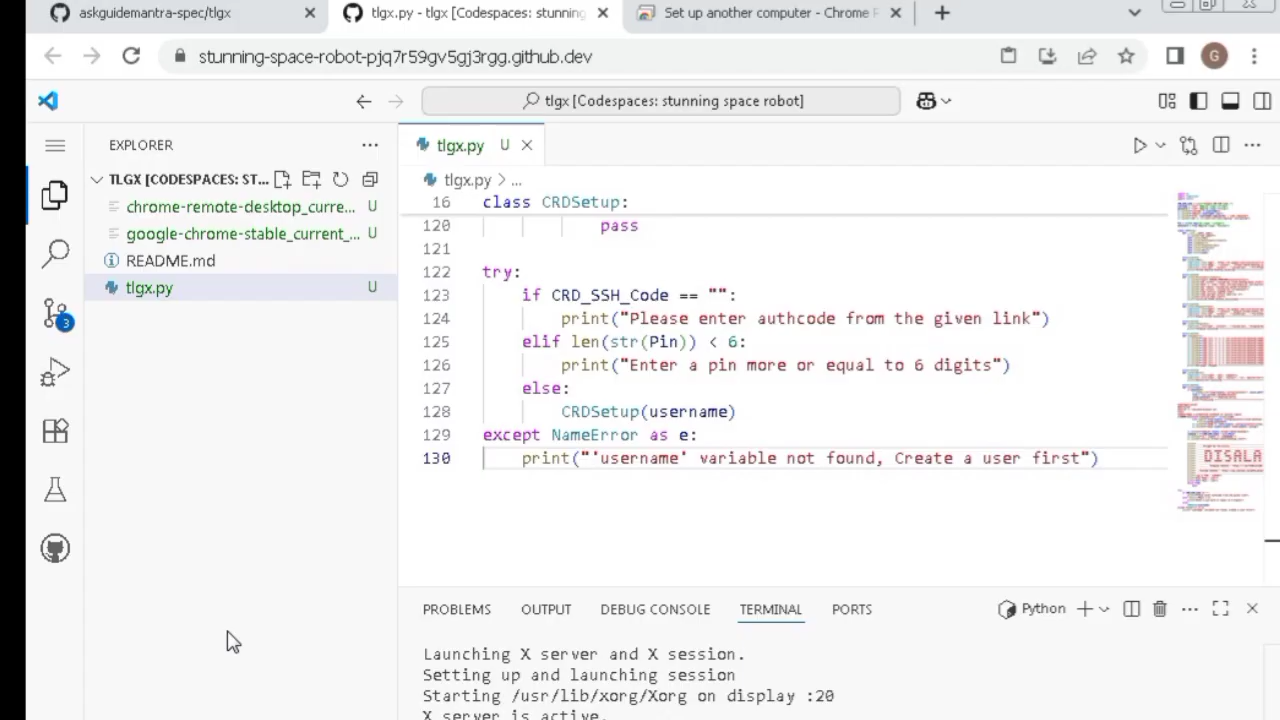 askguidemantra-spec/tlgx
tlgx.py - tlgx [Codespaces: stunning
Set up another computer - Chrome R
stunning-space-robot-pjq7r59gv5gj3rgg.github.dev
G
tlgx [Codespaces: stunning space robot]
EXPLORER
tlgx.py U
TLGX [CODESPACES: ST...
tlgx.py > ...
chrome-remote-desktop_curre... U
google-chrome-stable_current_... U
README.md
tlgx.py U
3
16 class CRDSetup:
120 pass
121
122 try:
123 if CRD_SSH_Code == "":
124 print("Please enter authcode from the given link")
125 elif len(str(Pin)) < 6:
126 print("Enter a pin more or equal to 6 digits")
127 else:
128 CRDSetup(username)
129 except NameError as e:
130 print("'username' variable not found, Create a user first")
DISALA
PROBLEMS OUTPUT DEBUG CONSOLE TERMINAL PORTS
Python
Launching X server and X session.
Setting up and launching session
Starting /usr/lib/xorg/Xorg on display :20
X server is active.